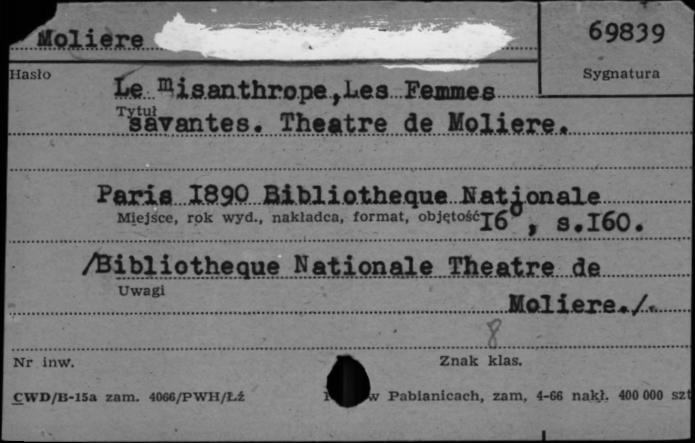 Moliere
69839
Hasło
Sygnatura
Le misanthrope, Les Femmes
Tytuł
savantes. Theatre de Moliere.
Paris 1890 Bibliotheque Nationale
Miejsce, rok wyd., nakładca, format, objętość
16°, s.160.
/Bibliotheque Nationale Theatre de
Uwagi
Moliere./.
8
Nr inw.
Znak klas.
CWD/B-15a zam. 4066/PWH/Łź
w Pabianicach, zam, 4-66 nakł. 400 000 szt